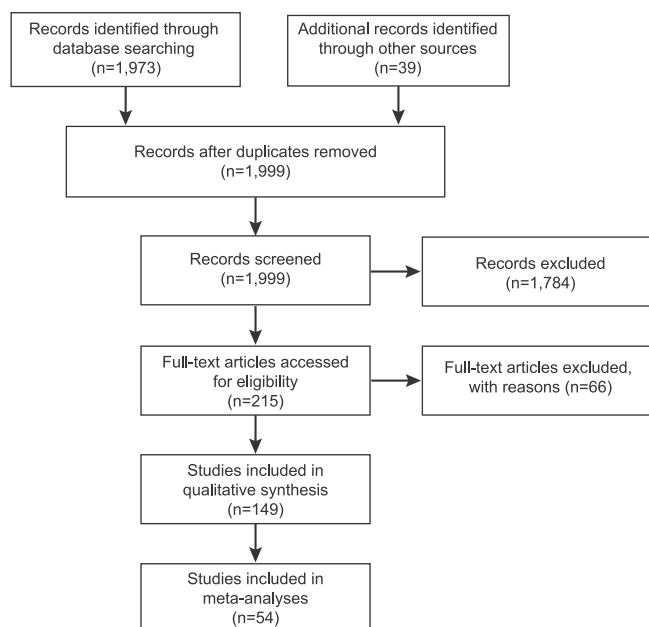 Records identified through
database searching
(n=1,973)
Additional records identified
through other sources
(n=39)
Records after duplicates removed
(n=1,999)
Records screened
(n=1,999)
Records excluded
(n=1,784)
Full-text articles accessed
for eligibility
(n=215)
Full-text articles excluded,
with reasons (n=66)
Studies included in
qualitative synthesis
(n=149)
Studies included in
meta-analyses
(n=54)